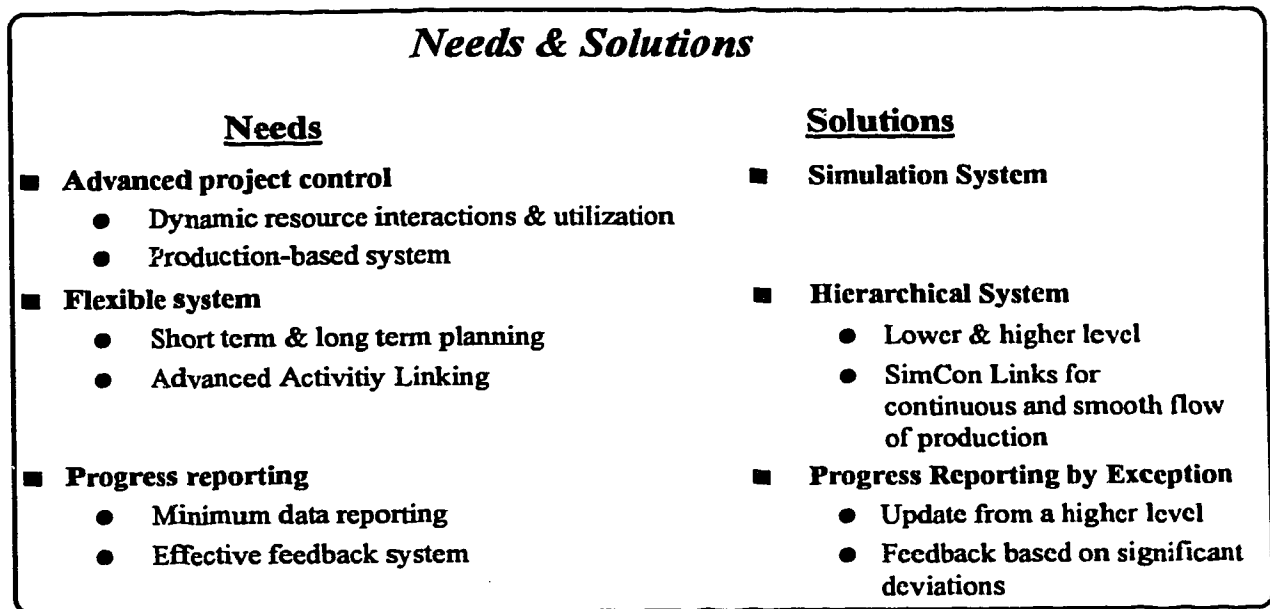 Needs & Solutions
Needs
■ Advanced project control
● Dynamic resource interactions & utilization
● Production-based system
■ Flexible system
● Short term & long term planning
● Advanced Activitiy Linking
■ Progress reporting
● Minimum data reporting
● Effective feedback system
Solutions
■ Simulation System
■ Hierarchical System
● Lower & higher level
● SimCon Links for
continuous and smooth flow
of production
■ Progress Reporting by Exception
● Update from a higher level
● Feedback based on significant
deviations